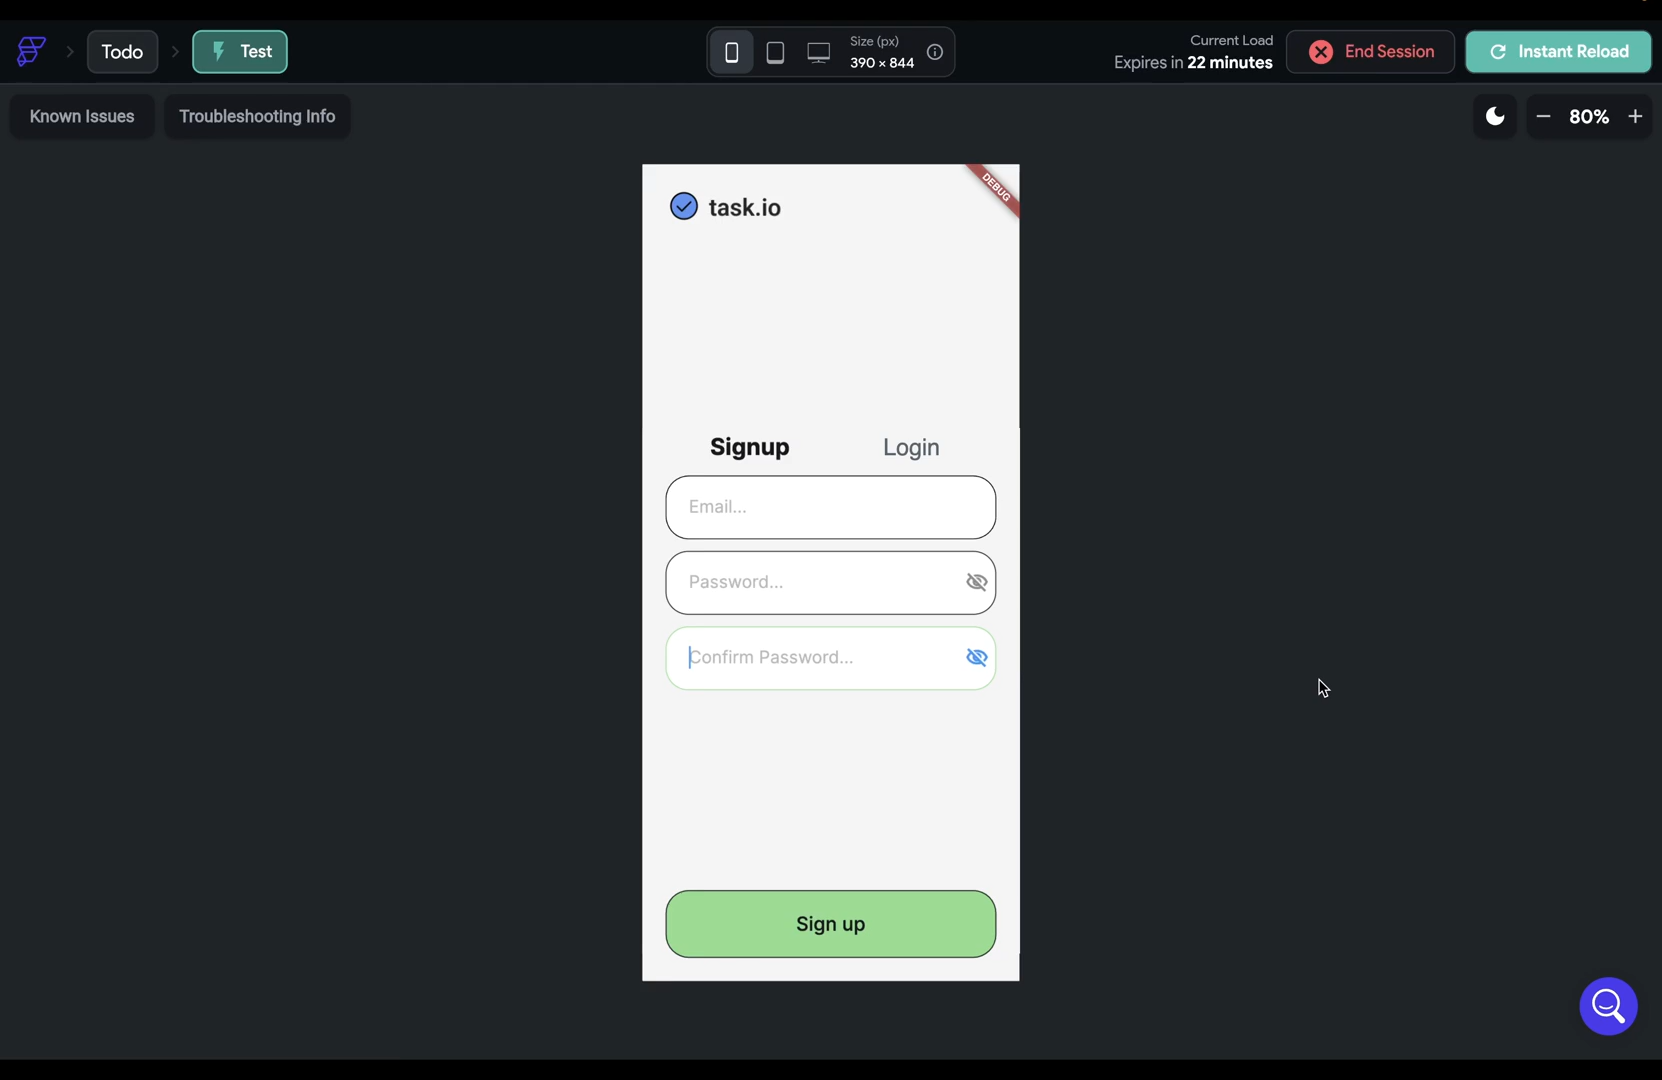 Todo
Test
Size (px)
390 × 844
Current Load
Expires in 22 minutes
End Session
Instant Reload
Known Issues
Troubleshooting Info
80%
DEBUG
task.io
Signup
Login
Email...
Password...
Confirm Password...
Sign up